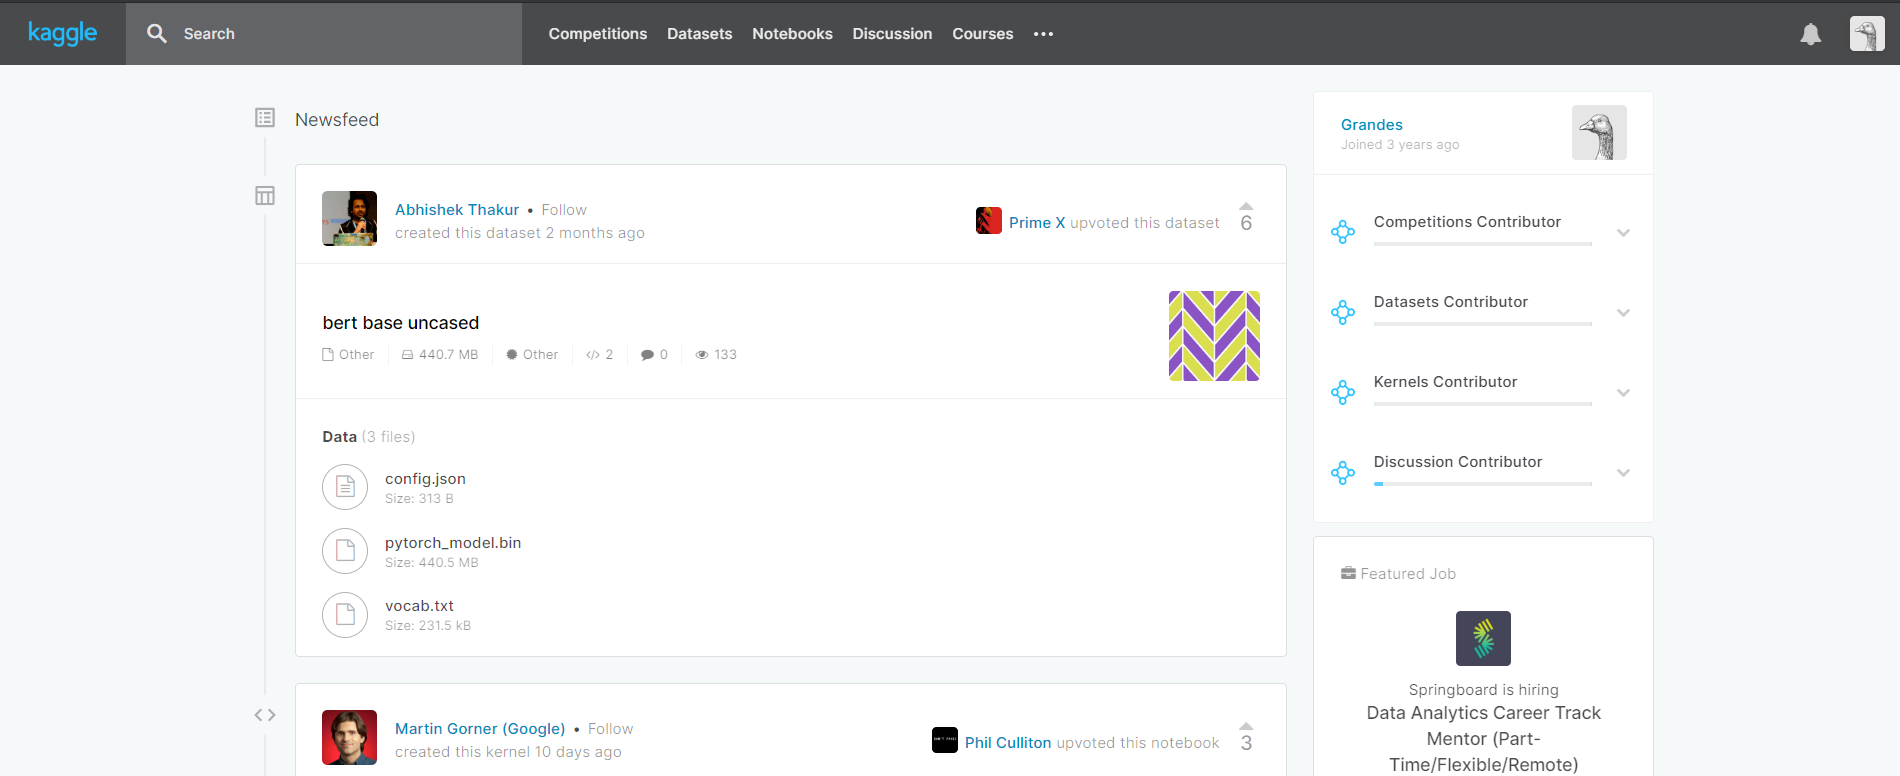 kaggle
Search
Competitions
Datasets
Notebooks
Discussion
Courses
Newsfeed
Abhishek Thakur • Follow
created this dataset 2 months ago
Prime X upvoted this dataset
6
bert base uncased
Other
440.7 MB
Other
2
0
133
Data (3 files)
config.json
Size: 313 B
pytorch_model.bin
Size: 440.5 MB
vocab.txt
Size: 231.5 kB
Martin Gorner (Google) • Follow
created this kernel 10 days ago
Phil Culliton upvoted this notebook
3
Grandes
Joined 3 years ago
Competitions Contributor
Datasets Contributor
Kernels Contributor
Discussion Contributor
Featured Job
Springboard is hiring
Data Analytics Career Track
Mentor (Part-
Time/Flexible/Remote)